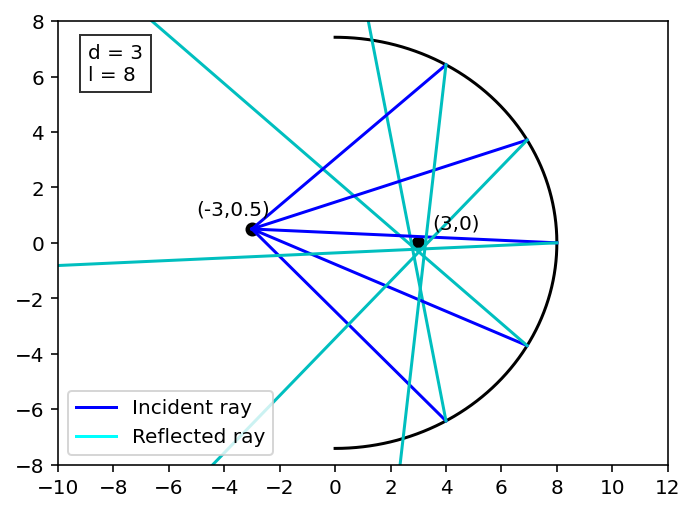 8
6
4
2
0
−2
−4
−6
−8
d = 3
l = 8
(-3,0.5)
(3,0)
Incident ray
Reflected ray
−10 −8 −6 −4 −2 0 2 4 6 8 10 12